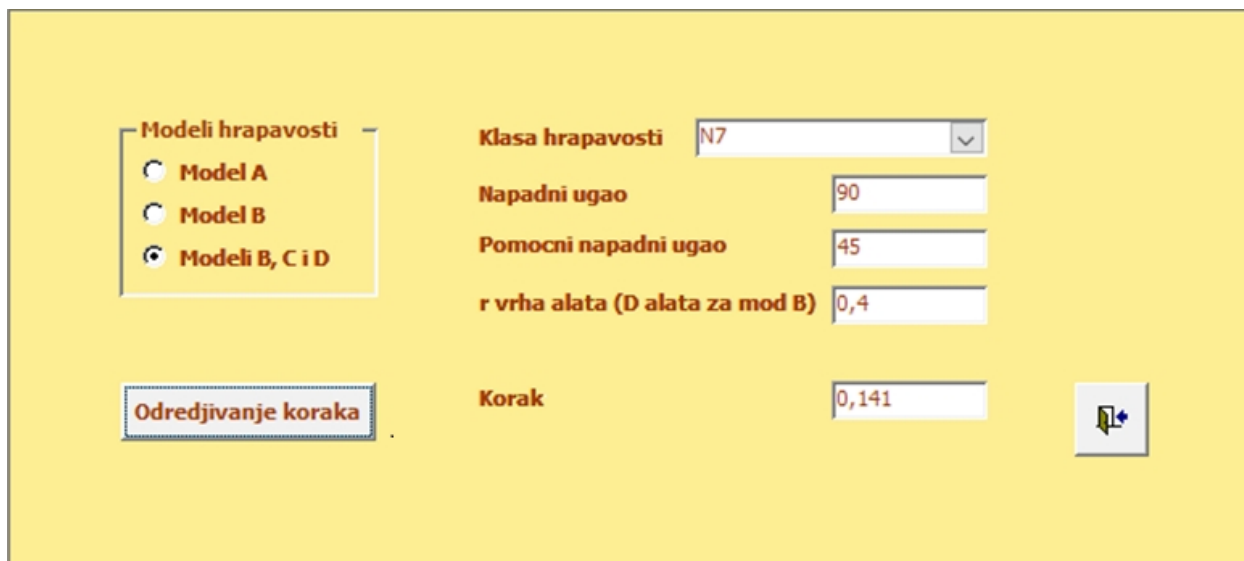 Modeli hrapavosti
Model A
Model B
Modeli B, C i D
Klasa hrapavosti N7
Napadni ugao 90
Pomocni napadni ugao 45
r vrha alata (D alata za mod B) 0,4
Odredjivanje koraka .
Korak 0,141